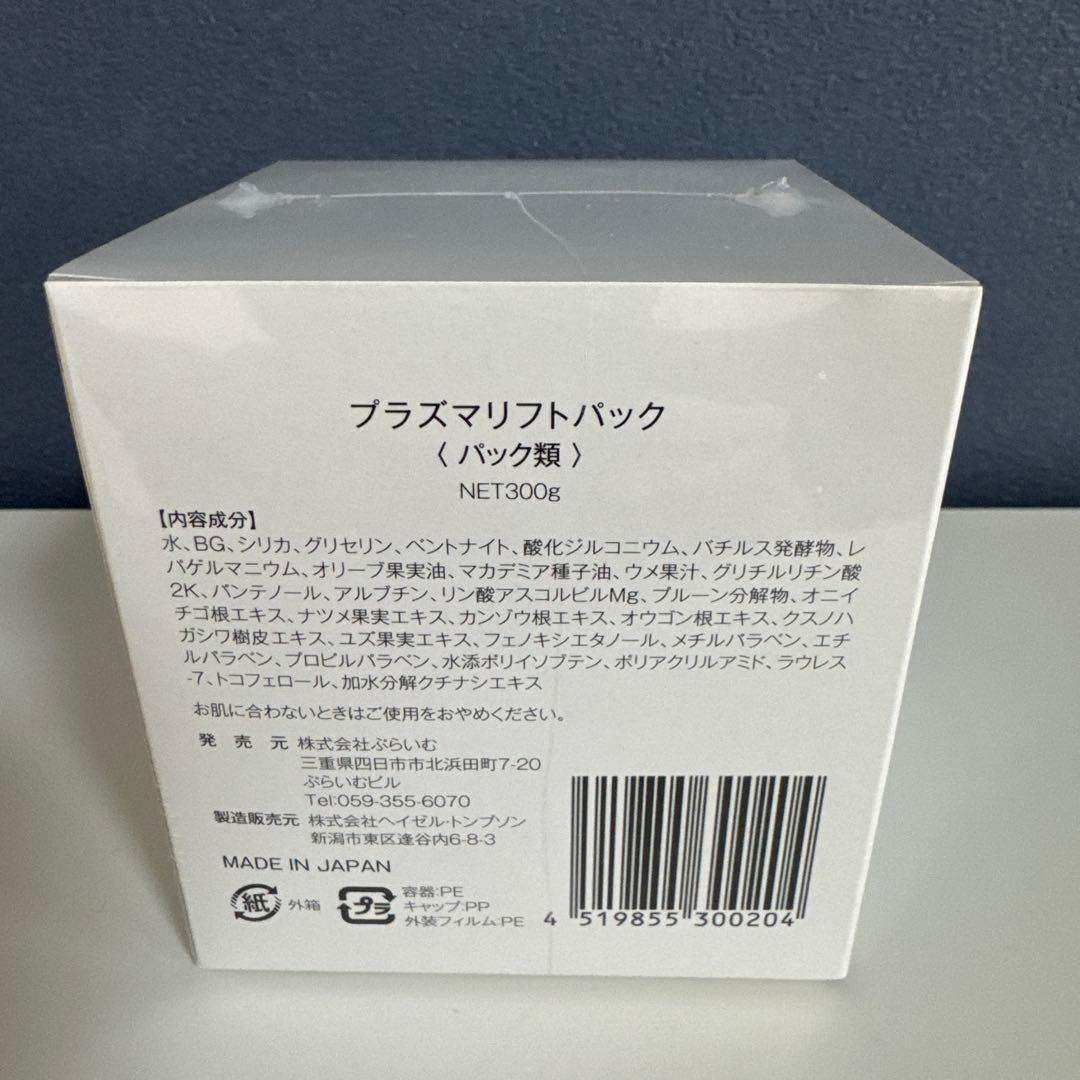 プラズマリフトパック
〈 パック類 〉
NET300g
【内容成分】
水、BG、シリカ、グリセリン、ベントナイト、酸化ジルコニウム、バチルス発酵物、レ
パゲルマニウム、オリーブ果実油、マカデミア種子油、ウメ果汁、グリチルリチン酸
2K、パンテノール、アルブチン、リン酸アスコルビルMg、プルーン分解物、オニイ
チゴ根エキス、ナツメ果実エキス、カンゾウ根エキス、オウゴン根エキス、クスノハ
ガシワ樹皮エキス、ユズ果実エキス、フェノキシエタノール、メチルパラベン、エチ
ルパラベン、プロピルパラベン、水添ポリイソブテン、ポリアクリルアミド、ラウレス
-7、トコフェロール、加水分解クチナシエキス
お肌に合わないときはご使用をおやめください。
発 売 元 株式会社ぷらいむ
三重県四日市市北浜田町7-20
ぷらいむビル
Tel:059-355-6070
製造販売元 株式会社ヘイゼル・トンプソン
新潟市東区逢谷内6-8-3
MADE IN JAPAN
紙 外箱
プラ 容器:PE
キャップ:PP
外装フィルム:PE
4 519855 300204